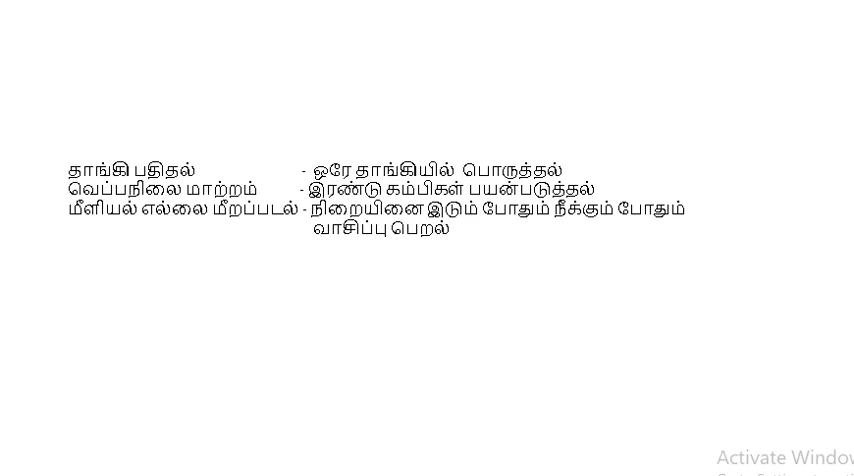 தாங்கி பதிதல் - ஒரே தாங்கியில் பொருத்தல்
வெப்பநிலை மாற்றம் - இரண்டு கம்பிகள் பயன்படுத்தல்
மீளியல் எல்லை மீறப்படல் - நிறையினை இடும் போதும் நீக்கும் போதும்
வாசிப்பு பெறல்
Activate Window